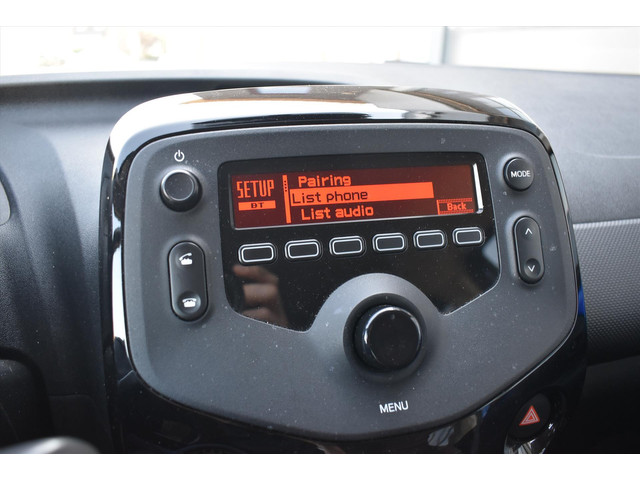 Pairing
SETUP
List phone
BT
List audio
Back
MODE
MENU